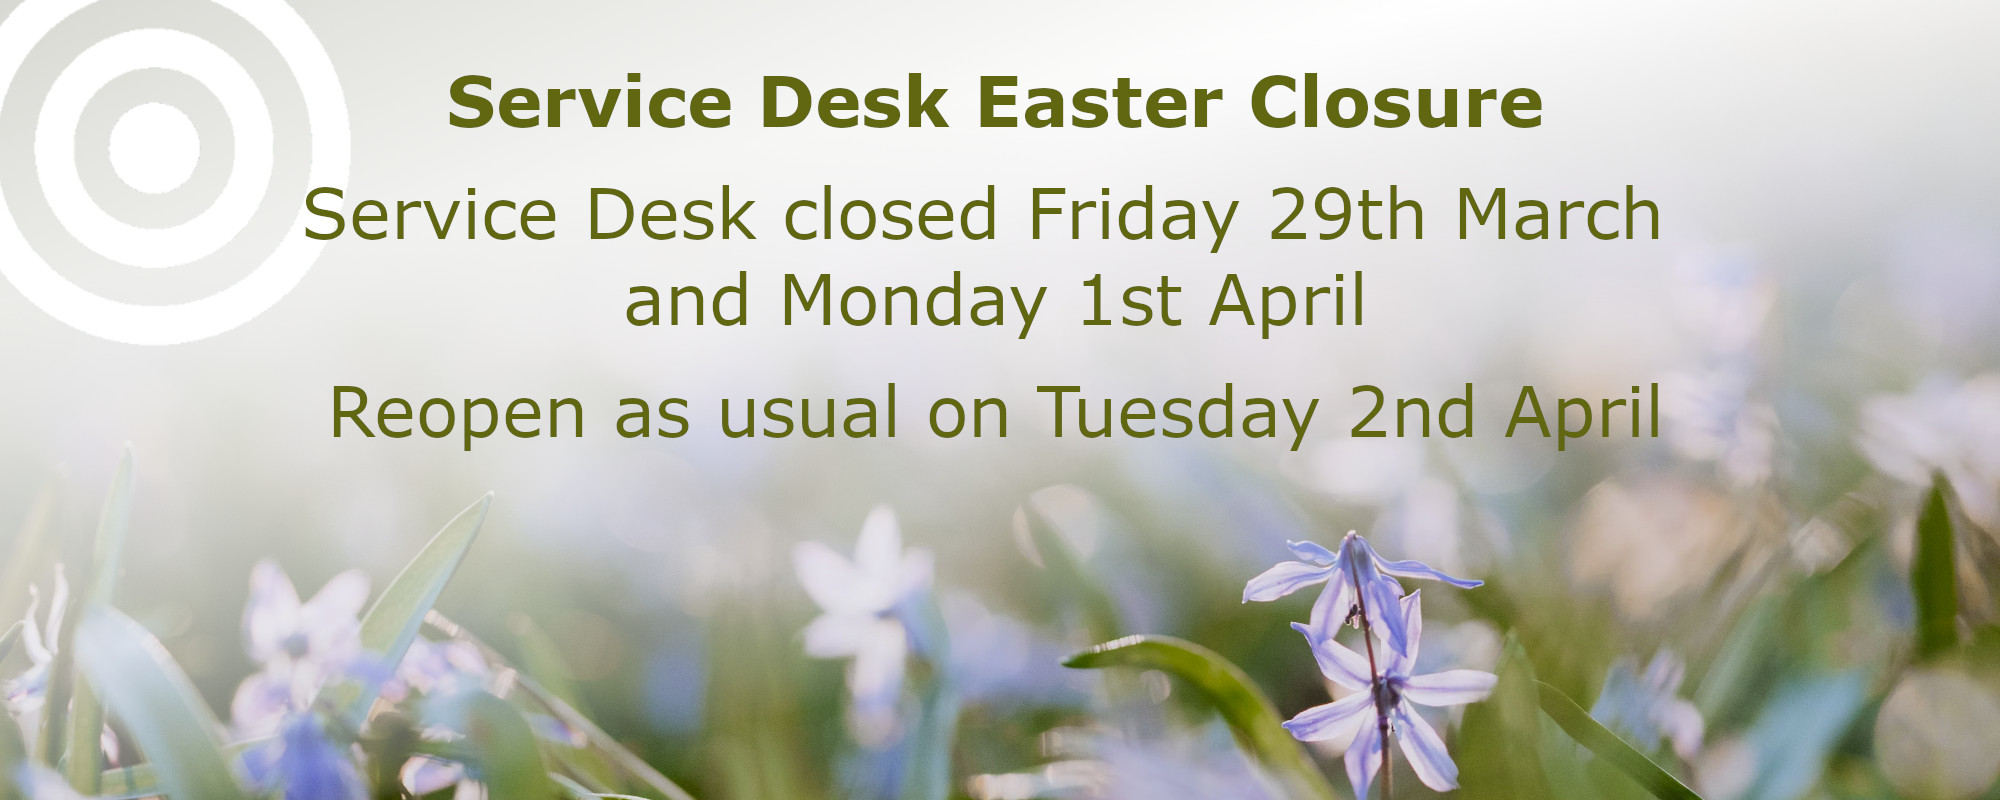 Service Desk Easter Closure
Service Desk closed Friday 29th March
and Monday 1st April
Reopen as usual on Tuesday 2nd April